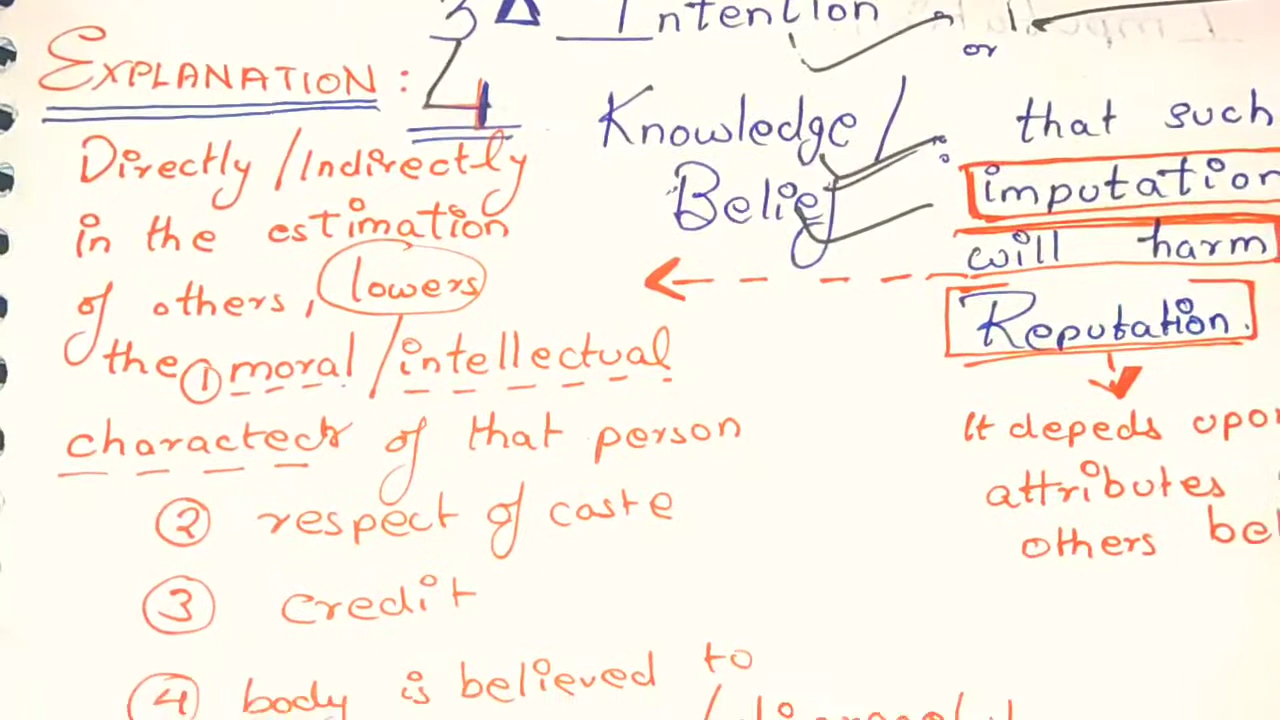 3 Intention
or
EXPLANATION : 4
Knowledge /
that such
Directly /Indirectly
Belief
imputation
in the estimation
will harm
of others, lowers
Reputation.
the ① moral /intellectual
characteck of that person
It depeds upon
② respect of caste
attributes
others bel
③ credit
④ body is believed to